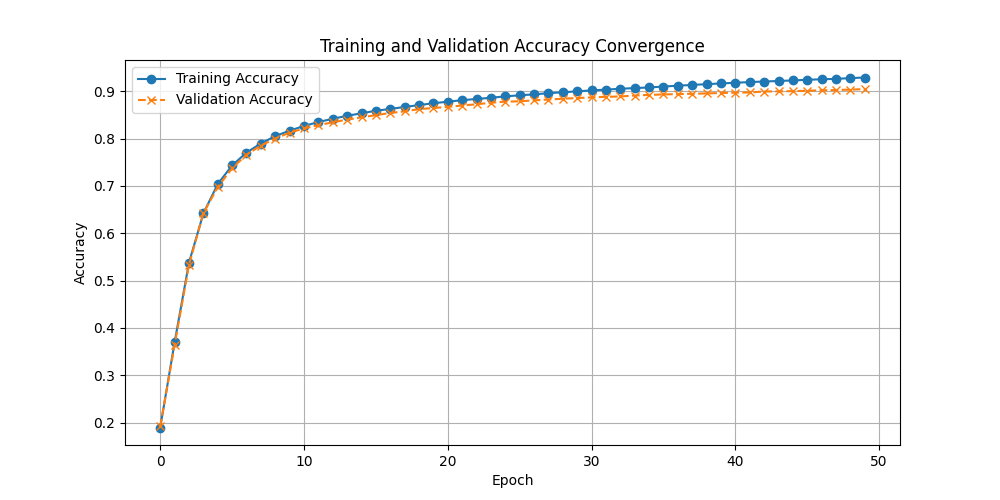 Training and Validation Accuracy Convergence
Training Accuracy
Validation Accuracy
0.9
0.8
0.7
0.6
0.5
0.4
0.3
0.2
Accuracy
0 10 20 30 40 50
Epoch